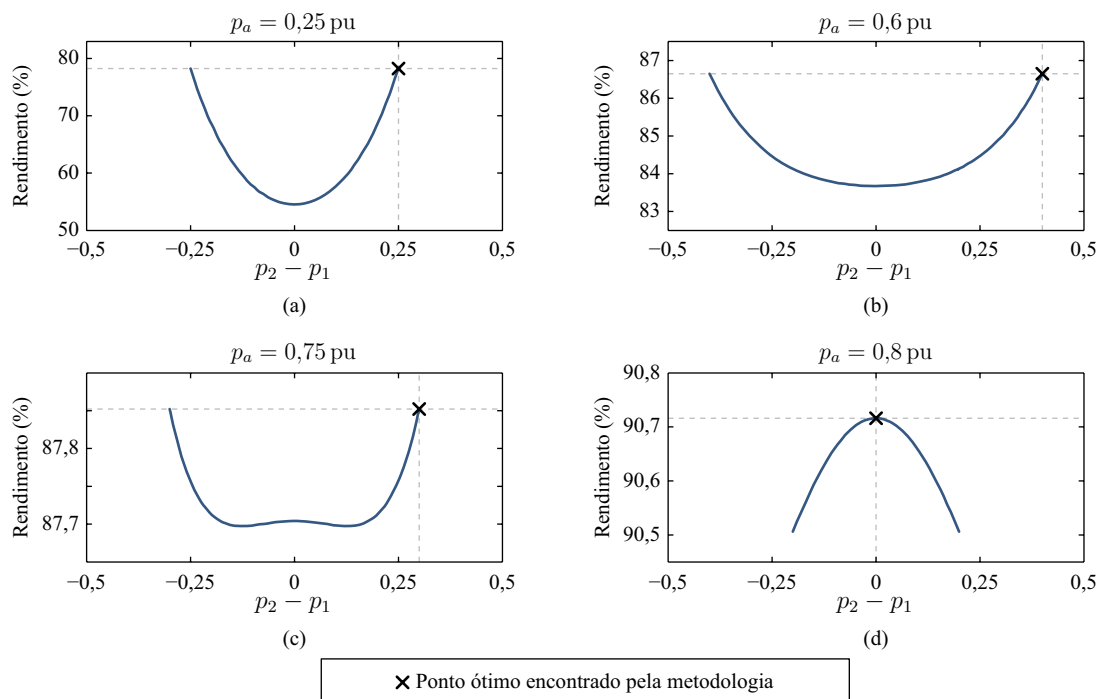 p_a = 0,25 pu
Rendimento (%)
80
70
60
50
−0,5
−0,25
0
0,25
0,5
p_2 − p_1
(a)
p_a = 0,6 pu
Rendimento (%)
87
86
85
84
83
−0,5
−0,25
0
0,25
0,5
p_2 − p_1
(b)
p_a = 0,75 pu
Rendimento (%)
87,8
87,7
−0,5
−0,25
0
0,25
0,5
p_2 − p_1
(c)
p_a = 0,8 pu
Rendimento (%)
90,8
90,7
90,6
90,5
−0,5
−0,25
0
0,25
0,5
p_2 − p_1
(d)
Ponto ótimo encontrado pela metodologia